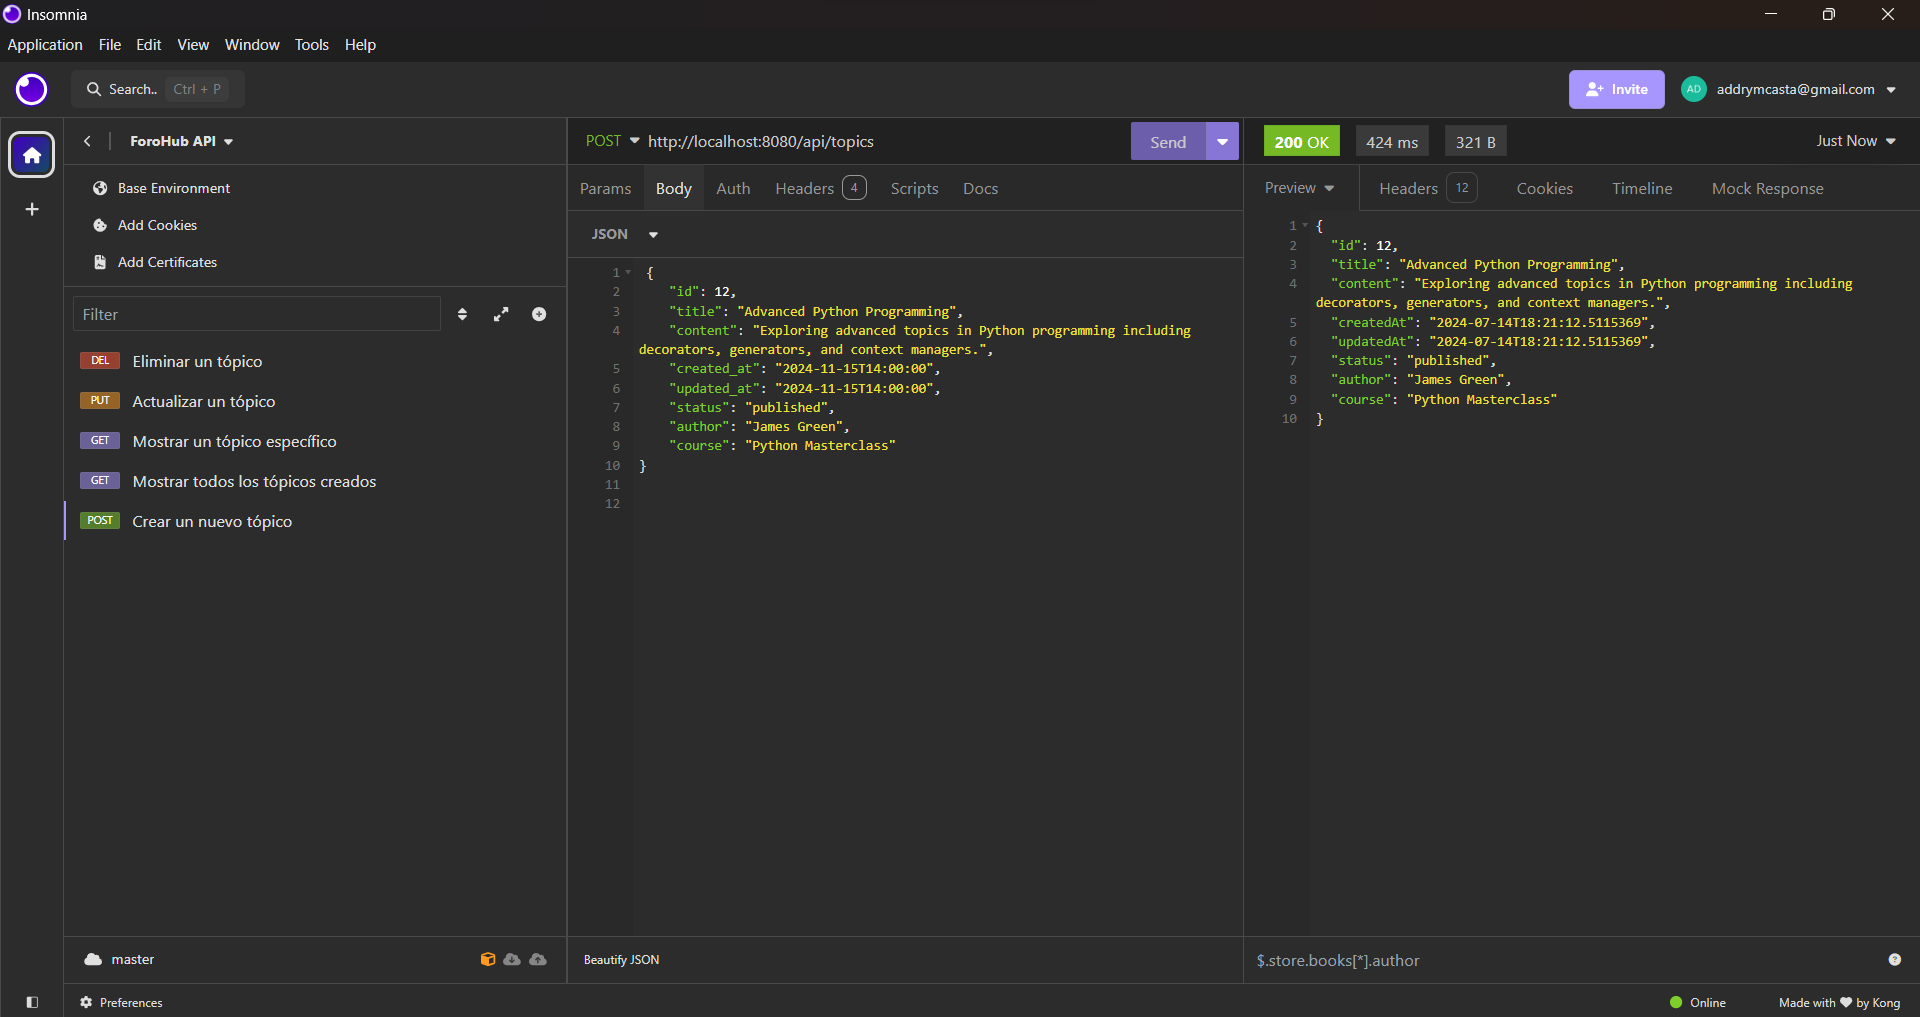 Insomnia
Application File Edit View Window Tools Help
Search.. Ctrl + P
Invite
AD addrymcasta@gmail.com
ForoHub API
POST http://localhost:8080/api/topics
Send
200 OK 424 ms 321 B
Just Now
Base Environment
Add Cookies
Add Certificates
Filter
DEL Eliminar un tópico
PUT Actualizar un tópico
GET Mostrar un tópico específico
GET Mostrar todos los tópicos creados
POST Crear un nuevo tópico
Params Body Auth Headers 4 Scripts Docs
JSON
1 {
2 "id": 12,
3 "title": "Advanced Python Programming",
4 "content": "Exploring advanced topics in Python programming including
decorators, generators, and context managers.",
5 "created_at": "2024-11-15T14:00:00",
6 "updated_at": "2024-11-15T14:00:00",
7 "status": "published",
8 "author": "James Green",
9 "course": "Python Masterclass"
10 }
11
12
Preview Headers 12 Cookies Timeline Mock Response
1 {
2 "id": 12,
3 "title": "Advanced Python Programming",
4 "content": "Exploring advanced topics in Python programming including
decorators, generators, and context managers.",
5 "createdAt": "2024-07-14T18:21:12.5115369",
6 "updatedAt": "2024-07-14T18:21:12.5115369",
7 "status": "published",
8 "author": "James Green",
9 "course": "Python Masterclass"
10 }
master
Beautify JSON
$.store.books[*].author
Preferences
Online
Made with ♥ by Kong